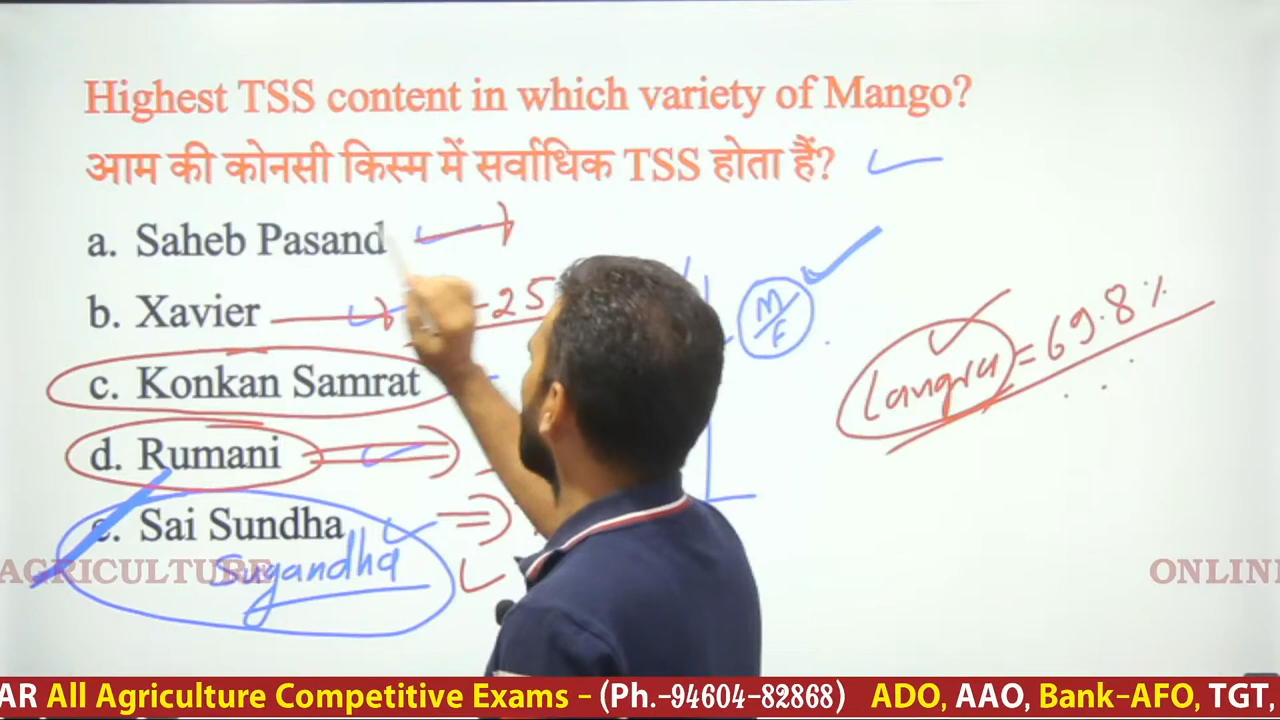 Highest TSS content in which variety of Mango?
आम की कोनसी किस्म में सर्वाधिक TSS होता हैं?
a. Saheb Pasand
b. Xavier
25
M/F
Langra = 69.8%
c. Konkan Samrat
d. Rumani
e. Sai Sundha
Sugandha
AGRICULTURE
ONLIN
AR All Agriculture Competitive Exams – (Ph.-94604-82868) ADO, AAO, Bank-AFO, TGT,